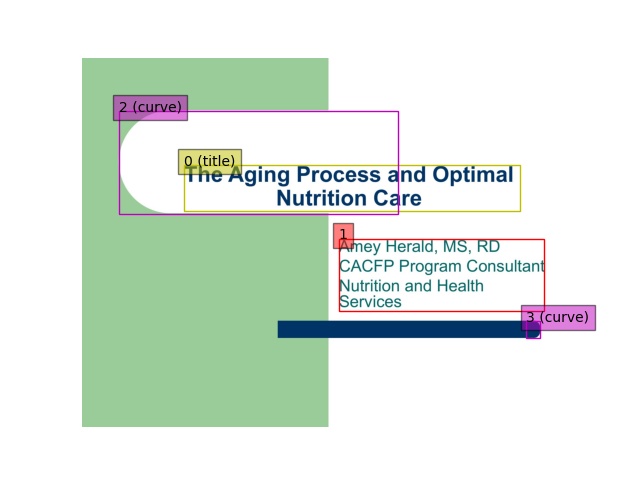 2 (curve)
0 (title)
The Aging Process and Optimal
Nutrition Care
1
Amey Herald, MS, RD
CACFP Program Consultant
Nutrition and Health
Services
3 (curve)